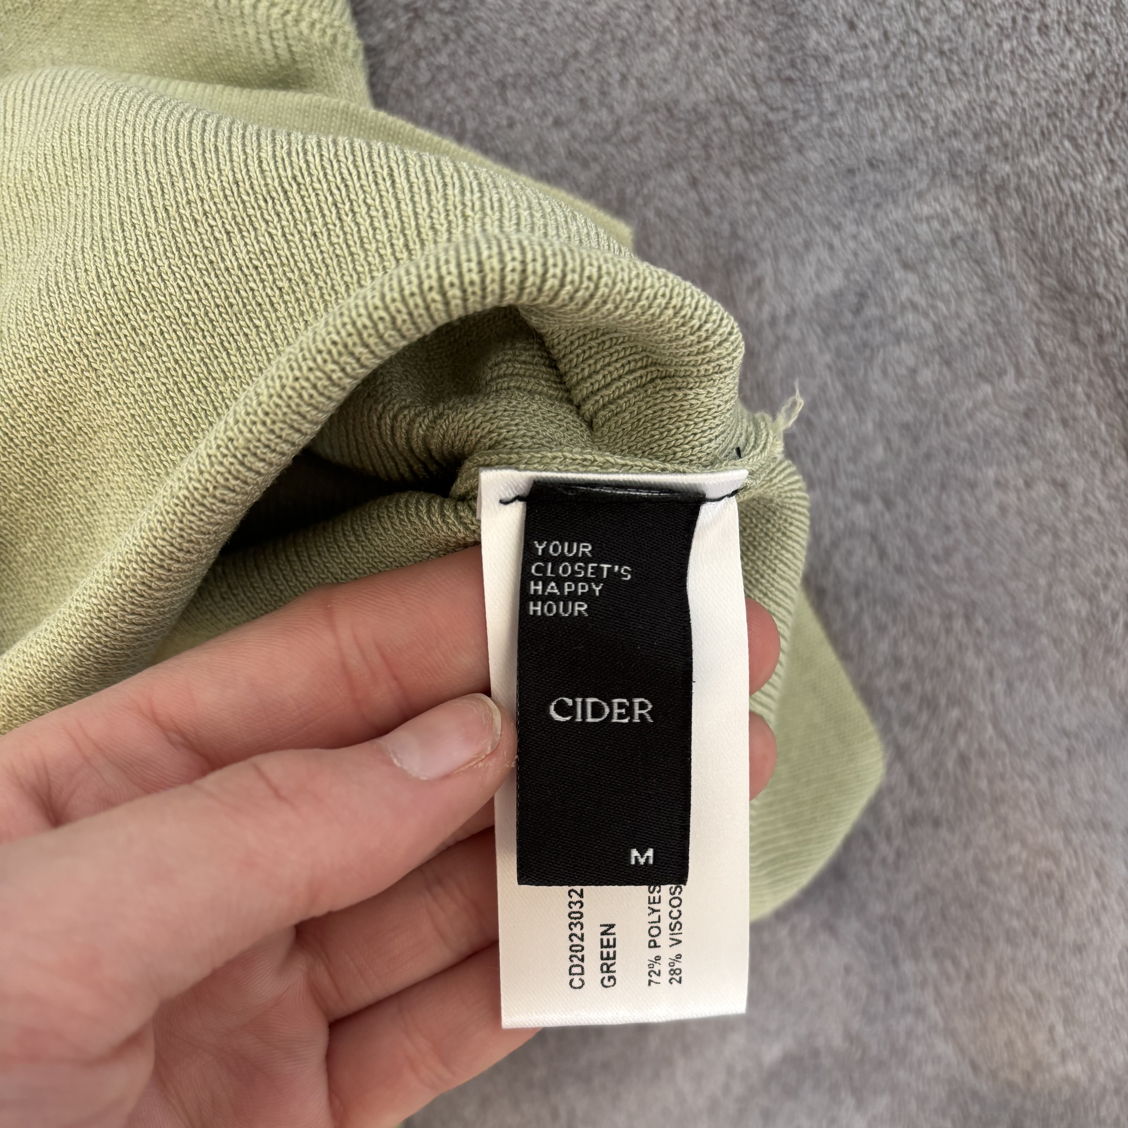 YOUR
CLOSET'S
HAPPY
HOUR
CIDER
M
CD2023032
GREEN
72% POLYES
28% VISCOS